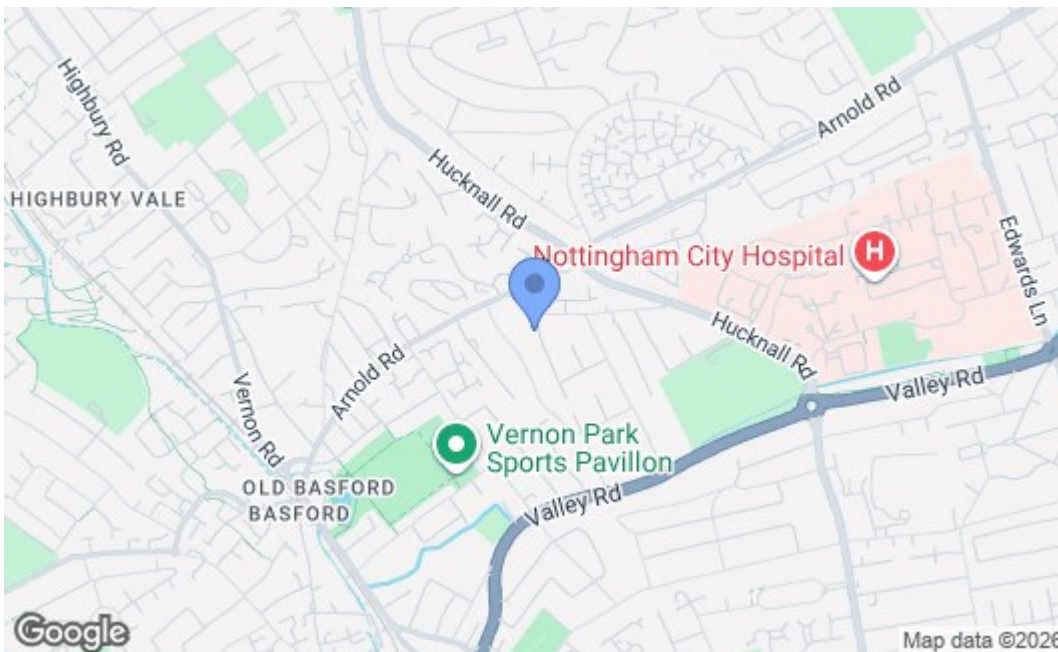 Highbury Rd
Arnold Rd
Hucknall Rd
HIGHBURY VALE
Nottingham City Hospital
H
Edwards Ln
Hucknall Rd
Arnold Rd
Vernon Rd
Valley Rd
Vernon Park
Sports Pavillon
OLD BASFORD
BASFORD
Valley Rd
Google
Map data ©2026